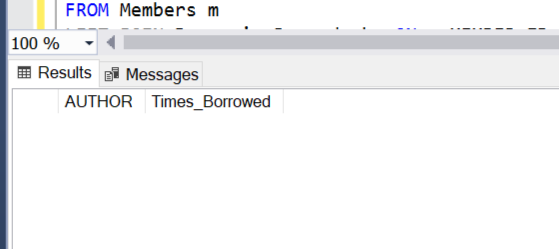 FROM Members m
100 %
Results Messages
AUTHOR Times_Borrowed